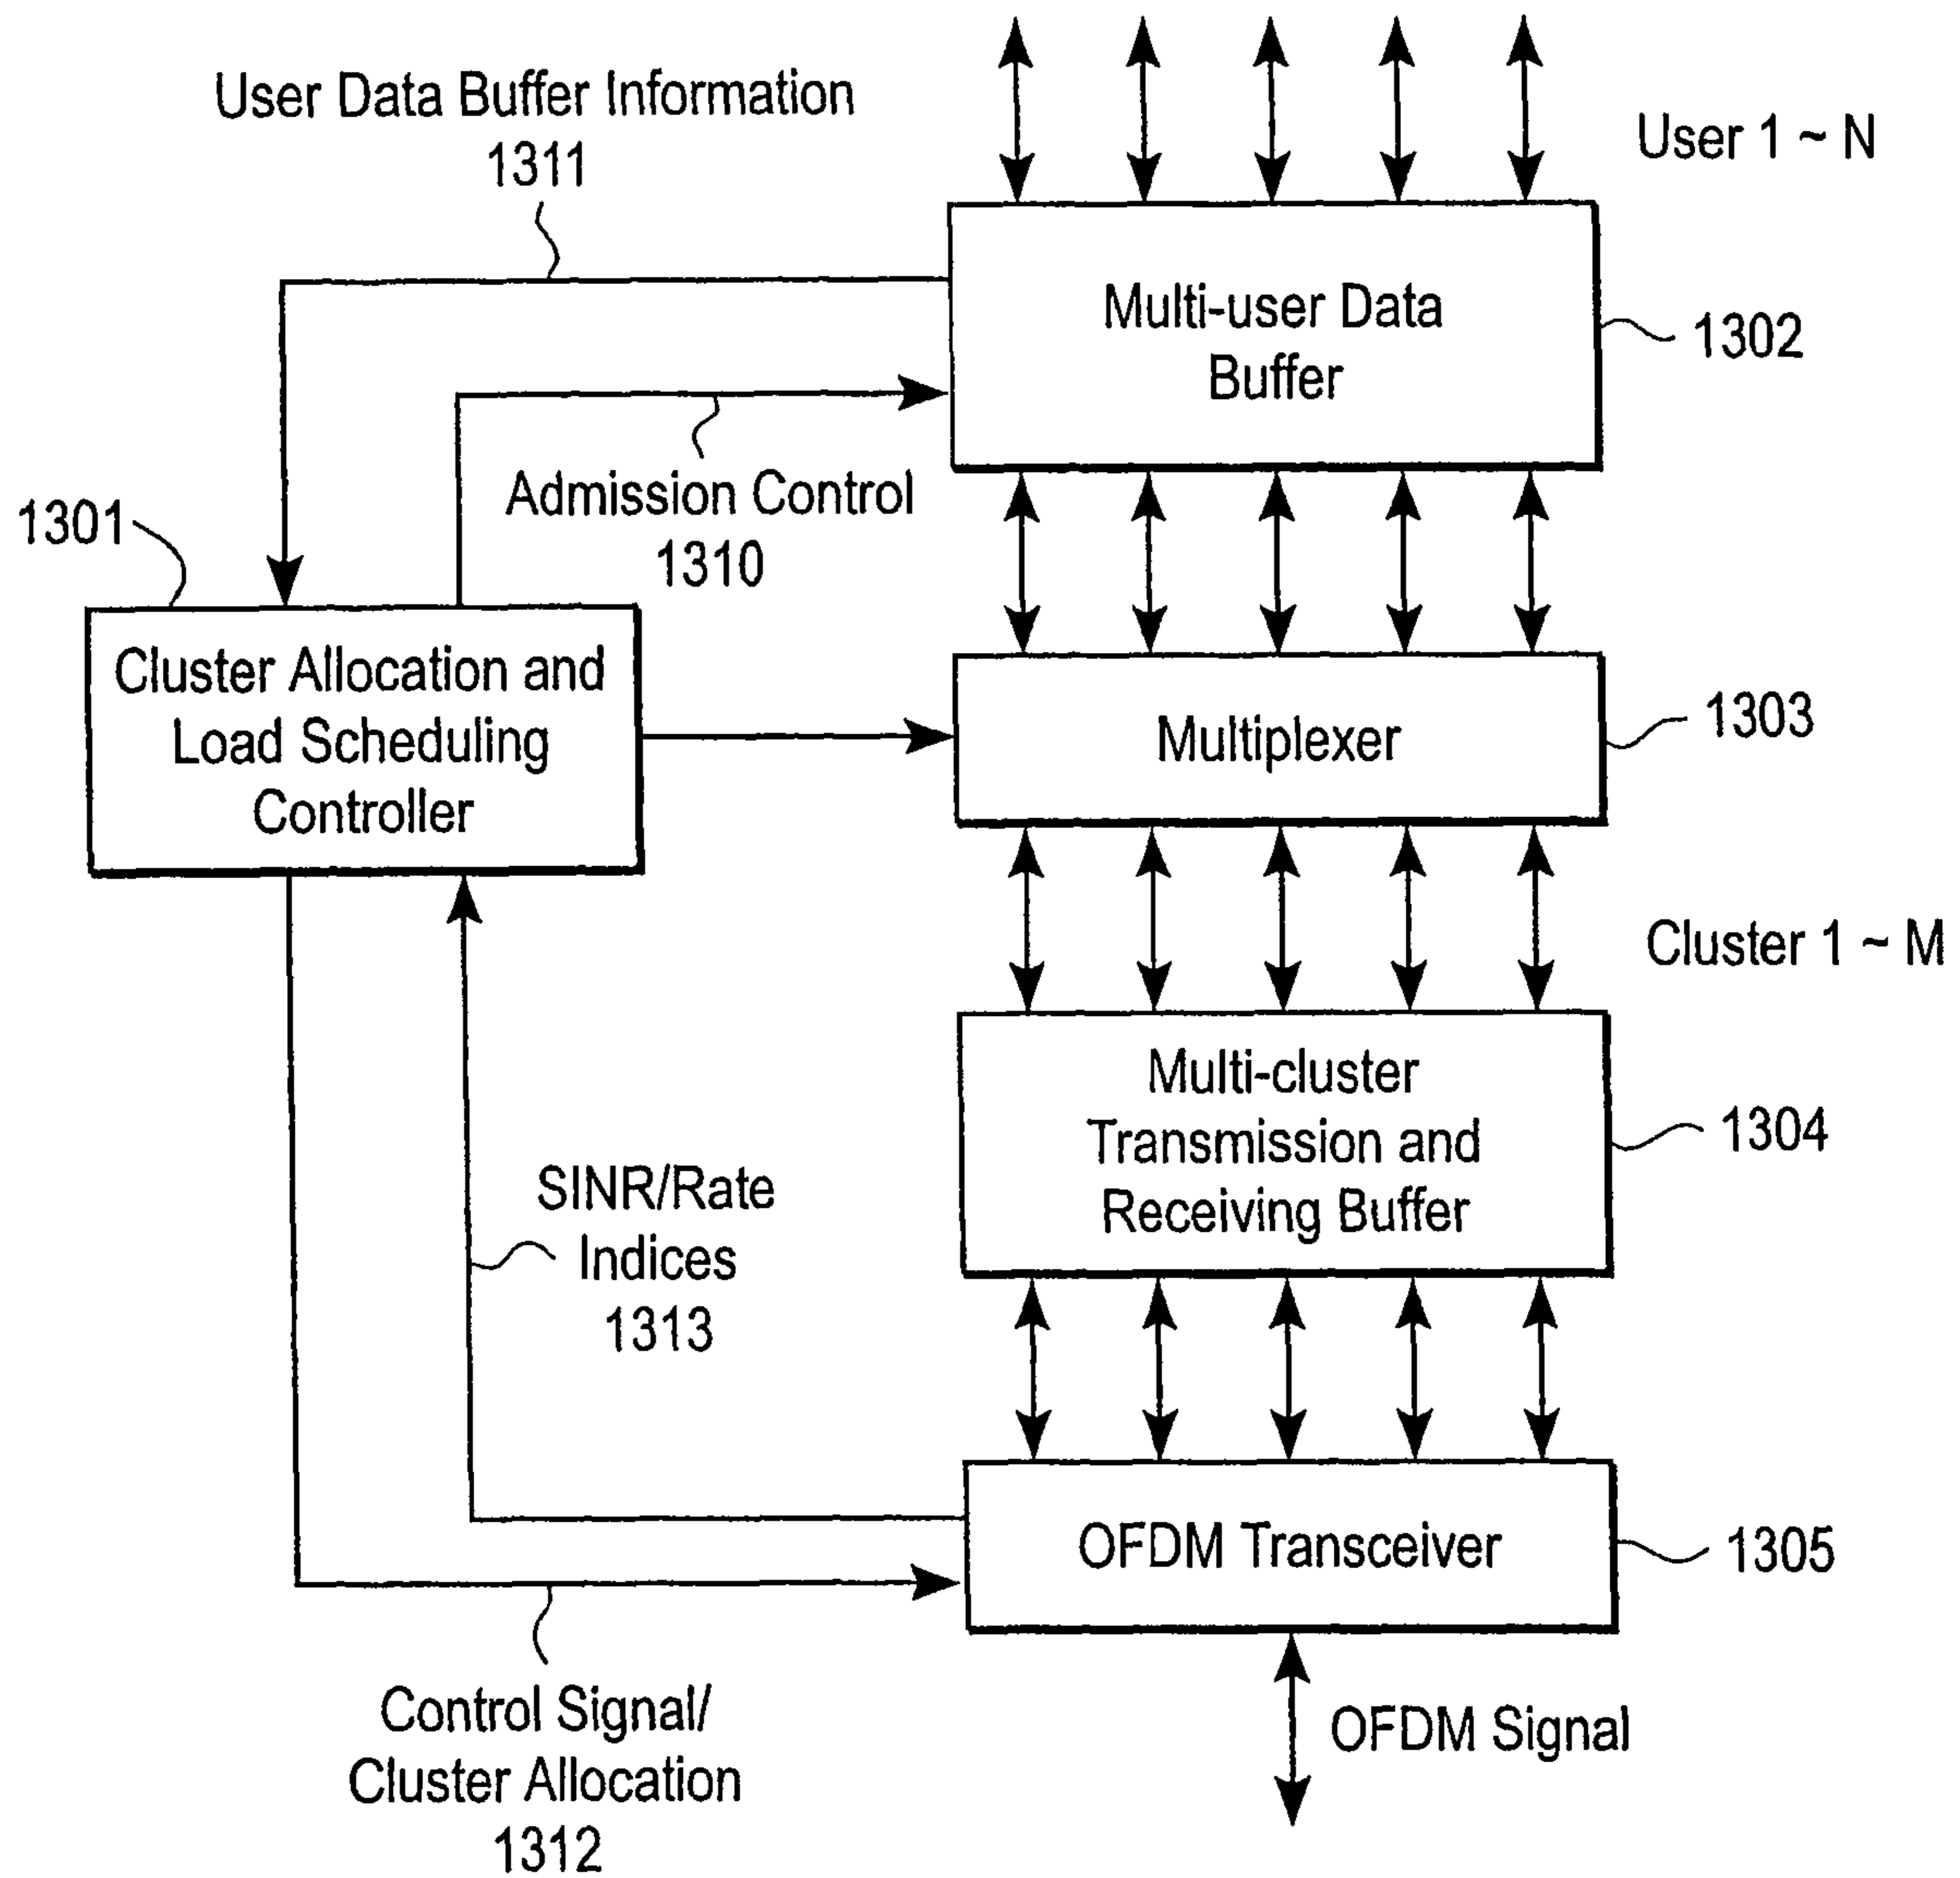 User Data Buffer Information
1311
User 1 ~ N
Multi-user Data
Buffer
1302
Admission Control
1310
1301
Cluster Allocation and
Load Scheduling
Controller
Multiplexer
1303
Cluster 1 ~ M
Multi-cluster
Transmission and
Receiving Buffer
1304
SINR/Rate
Indices
1313
OFDM Transceiver
1305
Control Signal/
Cluster Allocation
1312
OFDM Signal